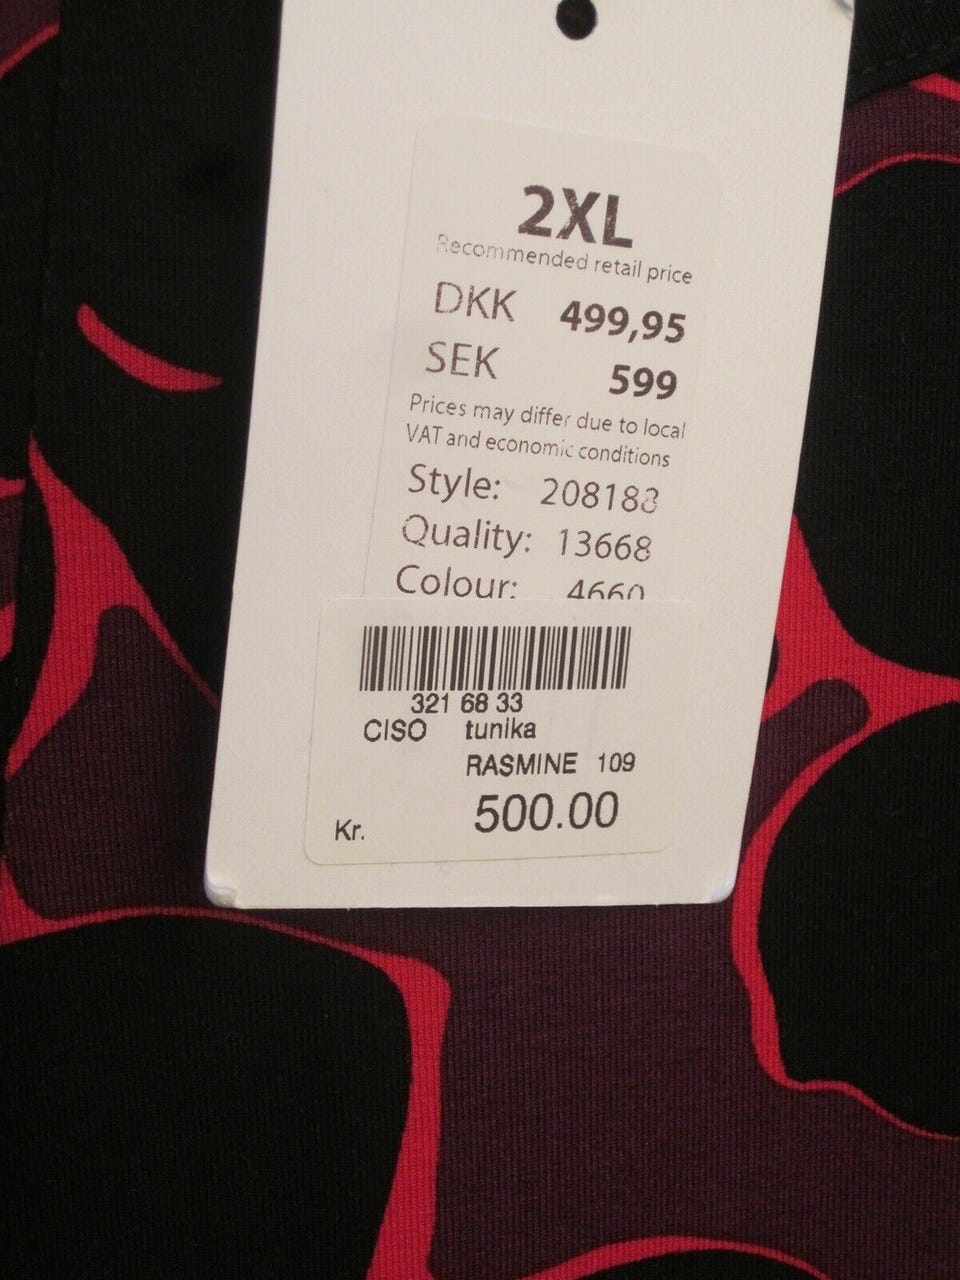 2XL
Recommended retail price
DKK 499,95
SEK 599
Prices may differ due to local
VAT and economic conditions
Style: 208188
Quality: 13668
Colour: 4660
321 68 33
CISO tunika
RASMINE 109
Kr. 500.00